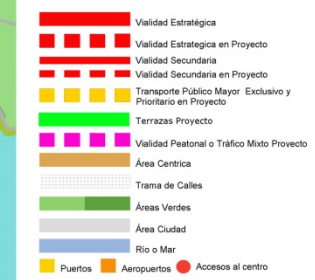 Vialidad Estratégica
Vialidad Estrategica en Proyecto
Vialidad Secundaria
Vialidad Secundaria en Proyecto
Transporte Público Mayor Exclusivo y
Prioritario en Proyecto
Terrazas Proyecto
Vialidad Peatonal o Tráfico Mixto Proyecto
Área Centrica
Trama de Calles
Áreas Verdes
Área Ciudad
Río o Mar
Puertos
Aeropuertos
Accesos al centro